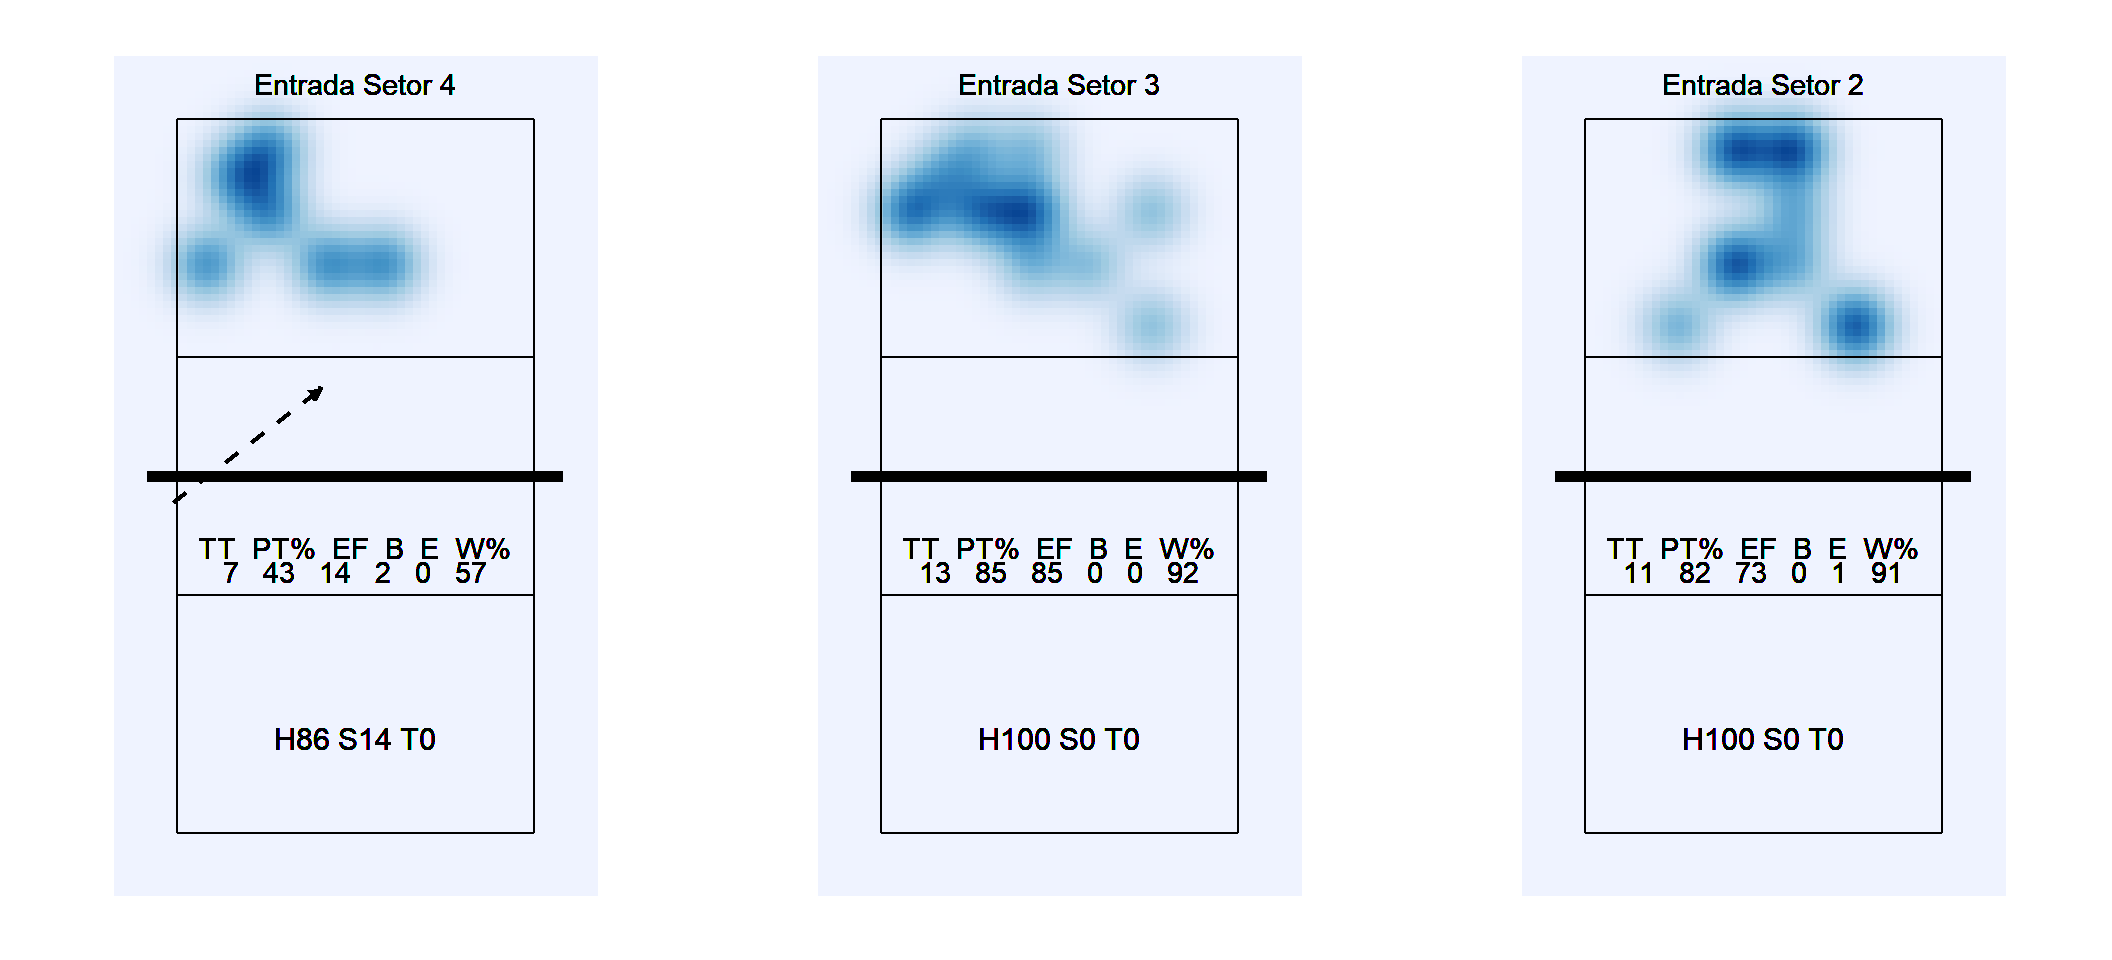 Entrada Setor 4
TT PT% EF B E W%
7 43 14 2 0 57
H86 S14 T0
Entrada Setor 3
TT PT% EF B E W%
13 85 85 0 0 92
H100 S0 T0
Entrada Setor 2
TT PT% EF B E W%
11 82 73 0 1 91
H100 S0 T0